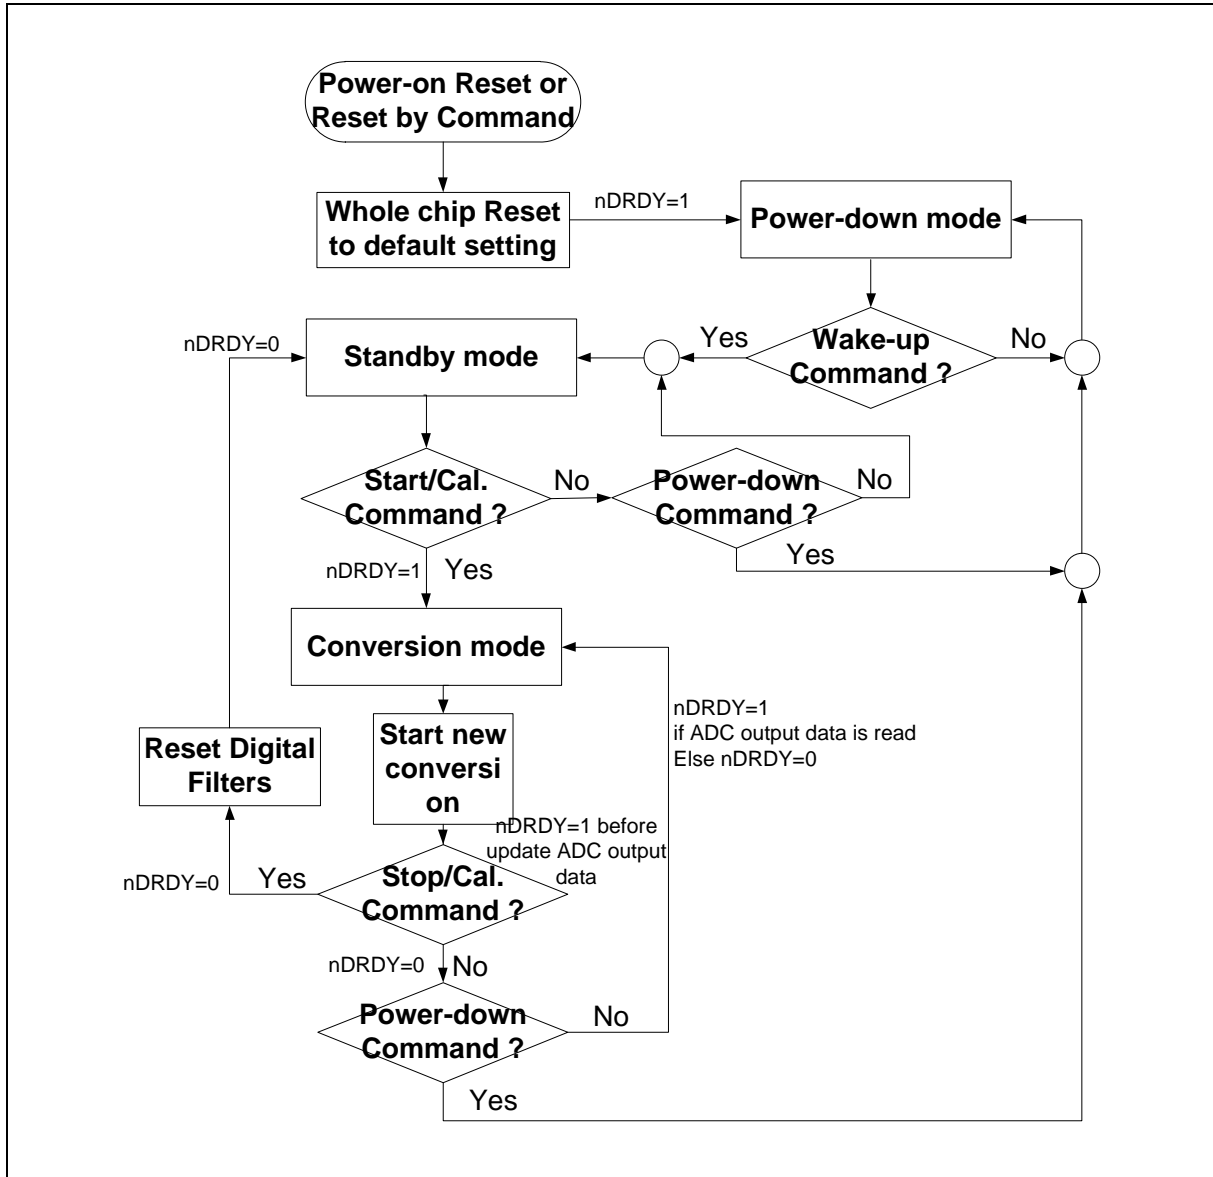 Power-on Reset or
Reset by Command
Whole chip Reset
to default setting
nDRDY=1
Power-down mode
nDRDY=0
Standby mode
Yes
Wake-up
Command ?
No
Start/Cal.
Command ?
No
Power-down
Command ?
No
nDRDY=1
Yes
Yes
Conversion mode
nDRDY=1
if ADC output data is read
Else nDRDY=0
Reset Digital
Filters
Start new
conversi
on
nDRDY=1 before
update ADC output
data
nDRDY=0
Yes
Stop/Cal.
Command ?
nDRDY=0
No
Power-down
Command ?
No
Yes